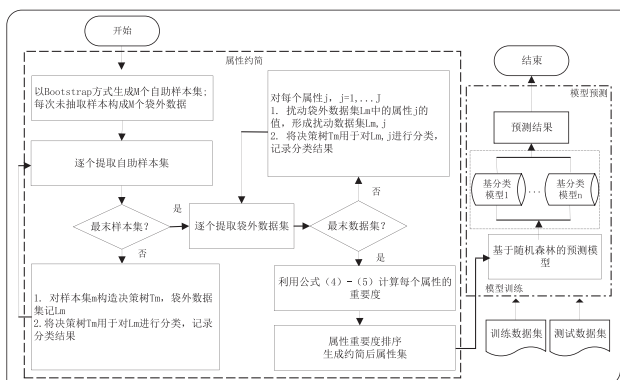 开始
属性约简
以Bootstrap方式生成M个自助样本集;
每次未抽取样本构成M个袋外数据
逐个提取自助样本集
最末样本集?
是
否
1. 对样本集m构造决策树Tm, 袋外数据
集记Lm
2.将决策树Tm用于对Lm进行分类, 记录
分类结果
对每个属性j, j=1,...J
1. 扰动袋外数据集Lm中的属性j的
值, 形成扰动数据集Lm,j
2. 将决策树Tm用于对Lm,j进行分类,
记录分类结果
否
逐个提取袋外数据集
最末数据集?
是
利用公式（4）-（5）计算每个属性的
重要度
属性重要度排序
生成约简后属性集
结束
模型预测
预测结果
基分类
模型1
...
基分类
模型n
基于随机森林的预测模
型
模型训练
训练数据集
测试数据集